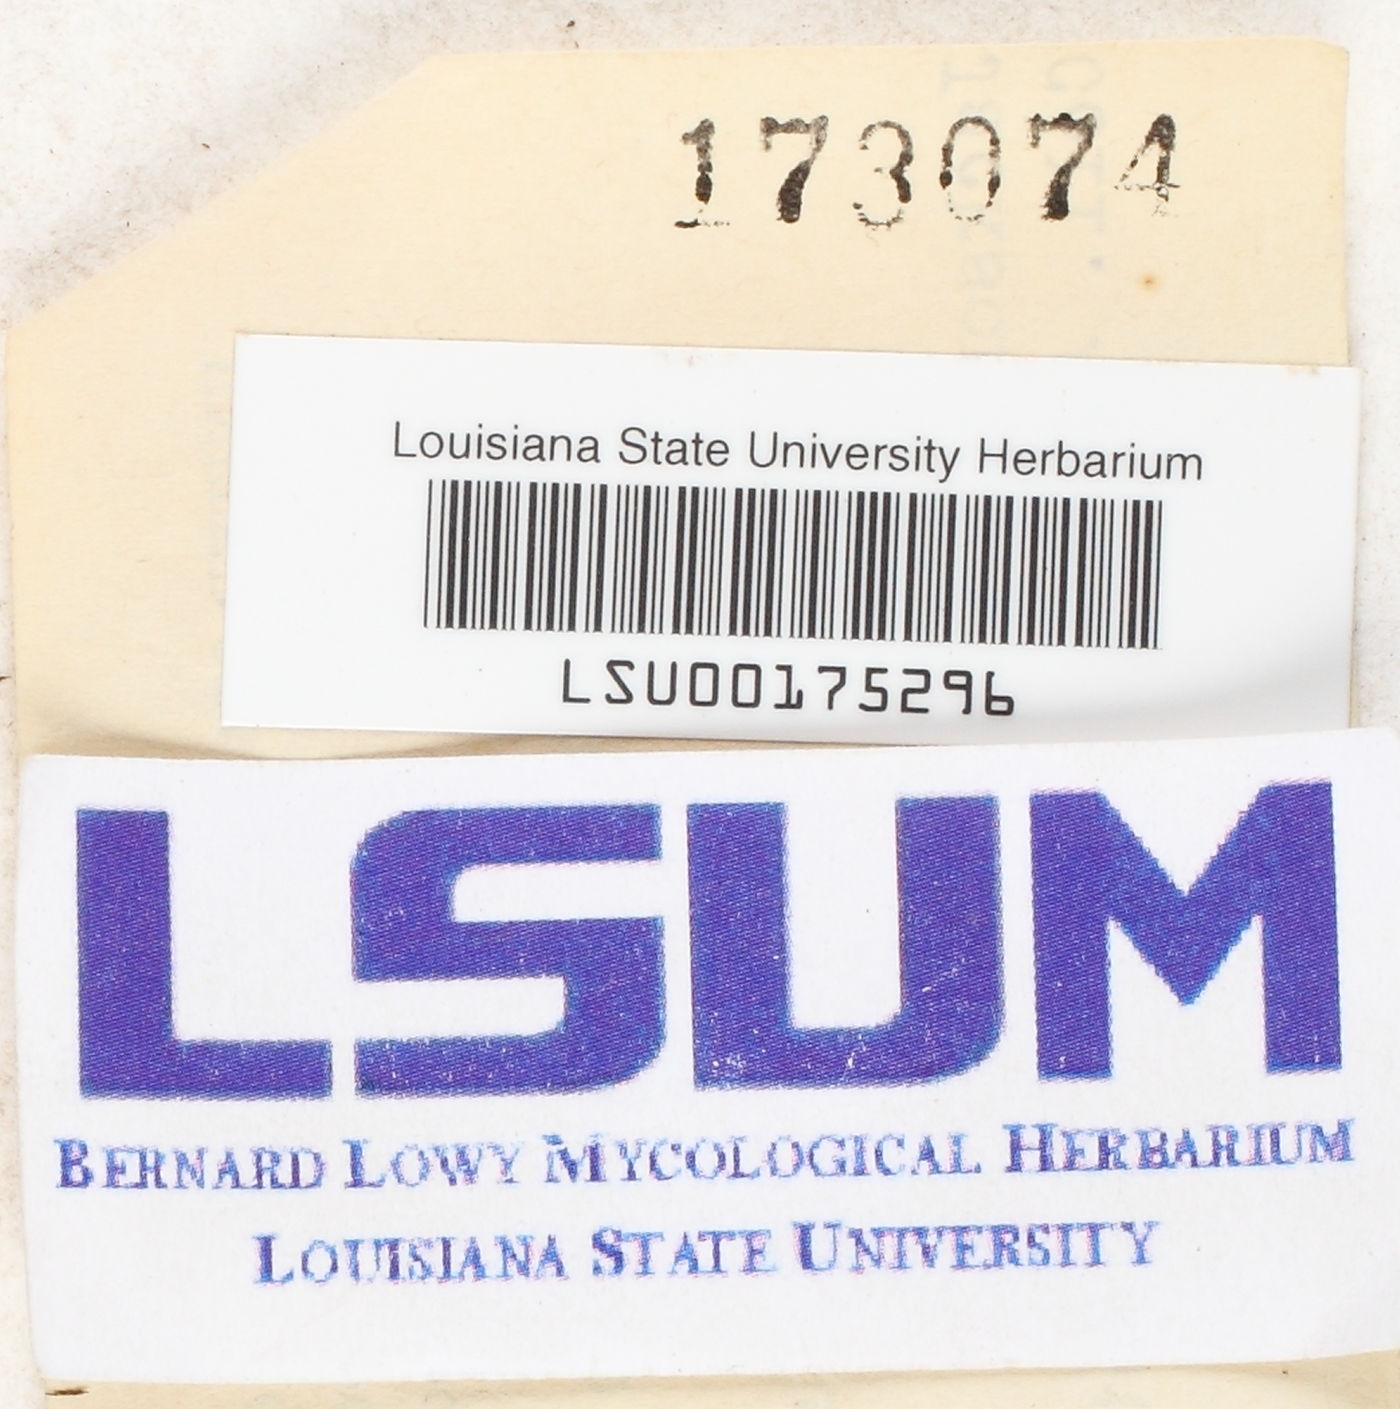 173074
Louisiana State University Herbarium
LSU00175296
LSUM
BERNARD LOWY MYCOLOGICAL HERBARIUM
LOUISIANA STATE UNIVERSITY